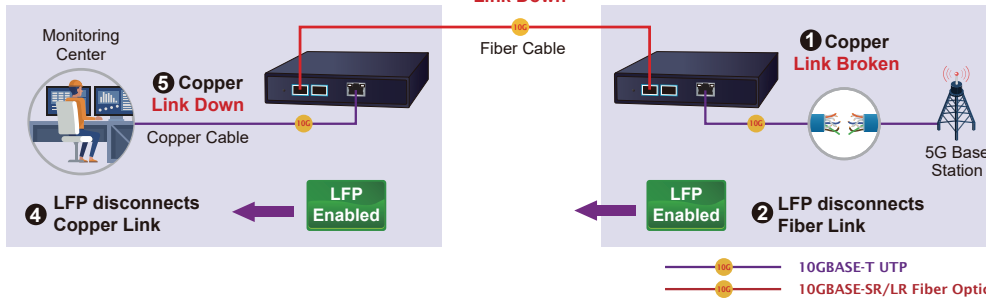 Link Down
10G
Fiber Cable
Monitoring
Center
5 Copper
Link Down
10G
Copper Cable
1 Copper
Link Broken
10G
5G Base
Station
4 LFP disconnects
Copper Link
LFP
Enabled
LFP
Enabled
2 LFP disconnects
Fiber Link
10G 10GBASE-T UTP
10G 10GBASE-SR/LR Fiber